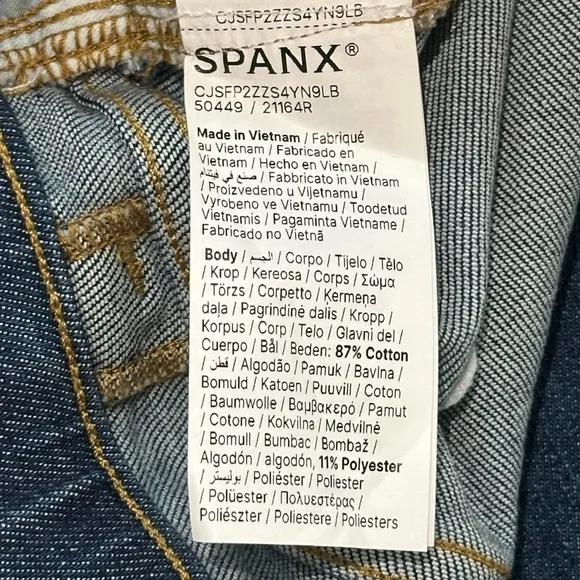 CJSFP2ZZS4YN9LB
SPANX®
CJSFP2ZZS4YN9LB
50449 / 21164R
Made in Vietnam / Fabriqué
au Vietnam / Fabricado en
Vietnam / Hecho en Vietnam /
صنع في فيتنام / Fabbricato in Vietnam
/ Proizvedeno u Vijetnamu /
Vyrobeno ve Vietnamu / Toodetud
Vietnamis / Pagaminta Vietname /
Fabricado no Vietnã
Body / الجسم / Corpo / Tijelo / Tělo
/ Krop / Kereosa / Corps / Σώμα
/ Törzs / Corpetto / Ķermeņa
daļa / Pagrindinė dalis / Kropp /
Korpus / Corp / Telo / Glavni del /
Cuerpo / Bål / Beden: 87% Cotton
/ قطن / Algodão / Pamuk / Bavlna /
Bomuld / Katoen / Puuvill / Coton
/ Baumwolle / Βαμβακερό / Pamut
/ Cotone / Kokvilna / Medvilnė
/ Bomull / Bumbac / Bombaž /
Algodón / algodón, 11% Polyester
/ بوليستر / Poliéster / Poliester
/ Polüester / Πολυεστέρας /
Poliészter / Poliestere / Poliesters